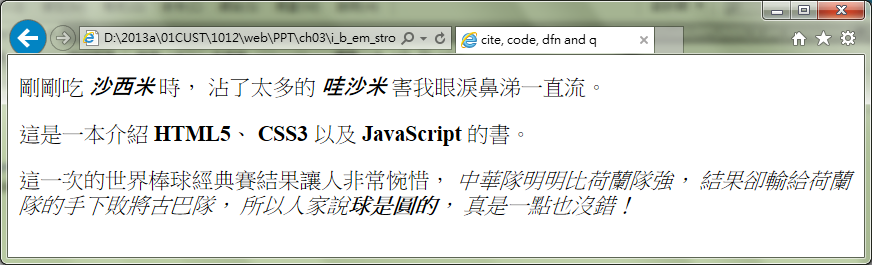 D:\2013a\01CUST\1012\web\PPT\ch03\i_b_em_stro
cite, code, dfn and q
剛剛吃 沙西米 時， 沾了太多的 哇沙米 害我眼淚鼻涕一直流。
這是一本介紹 HTML5、 CSS3 以及 JavaScript 的書。
這一次的世界棒球經典賽結果讓人非常惋惜， 中華隊明明比荷蘭隊強， 結果卻輸給荷蘭
隊的手下敗將古巴隊， 所以人家說球是圓的， 真是一點也沒錯！